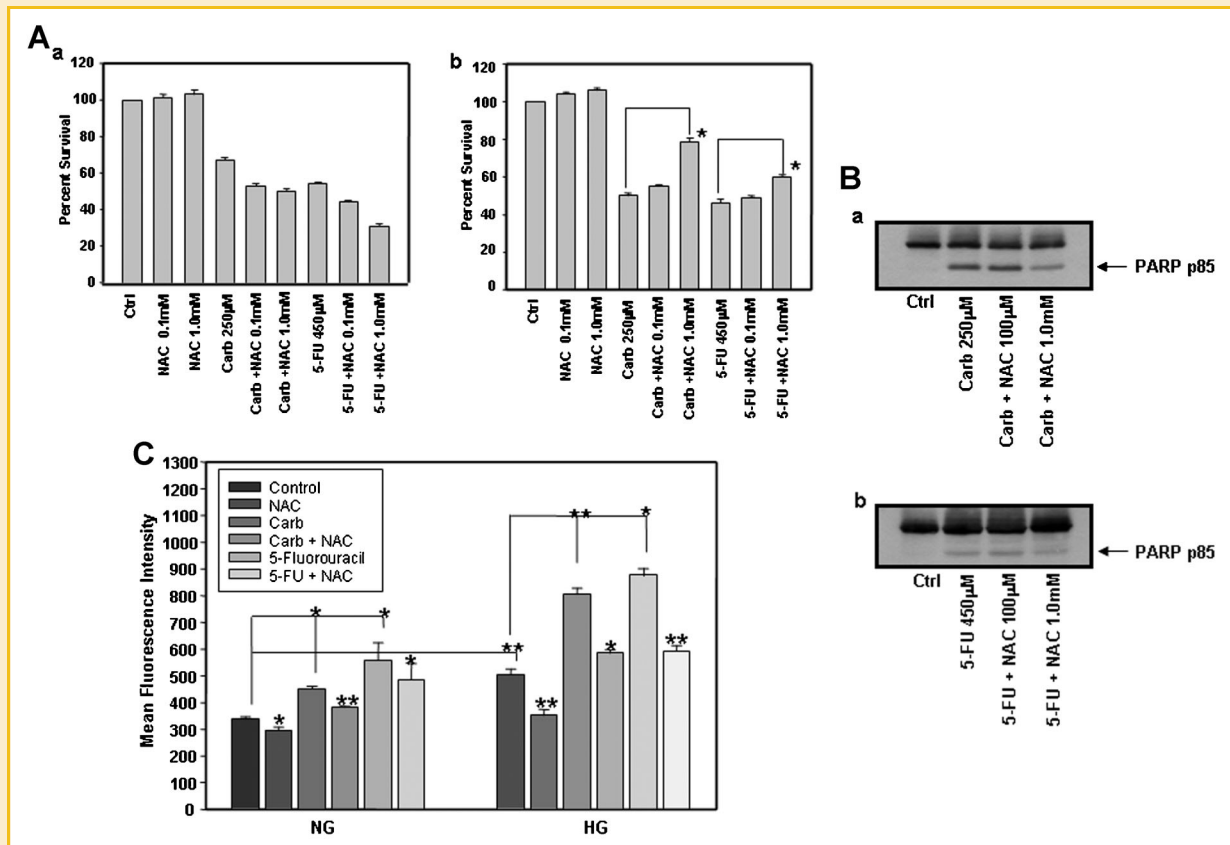 A
a
120
100
80
60
40
20
0
Percent Survival
Ctrl
NAC 0.1mM
NAC 1.0mM
Carb 250µM
Carb +NAC 0.1mM
Carb +NAC 1.0mM
5-FU 450µM
5-FU +NAC 0.1mM
5-FU +NAC 1.0mM
b
120
100
80
60
40
20
0
Percent Survival
*
*
Ctrl
NAC 0.1mM
NAC 1.0mM
Carb 250µM
Carb +NAC 0.1mM
Carb +NAC 1.0mM
5-FU 450µM
5-FU +NAC 0.1mM
5-FU +NAC 1.0mM
B
a
PARP p85
Ctrl
Carb 250µM
Carb + NAC 100µM
Carb + NAC 1.0mM
b
PARP p85
Ctrl
5-FU 450µM
5-FU + NAC 100µM
5-FU + NAC 1.0mM
C
1300
1200
1100
1000
900
800
700
600
500
400
300
200
100
0
Mean Fluorescence Intensity
Control
NAC
Carb
Carb + NAC
5-Fluorouracil
5-FU + NAC
*
*
*
**
*
**
**
**
*
*
**
NG
HG